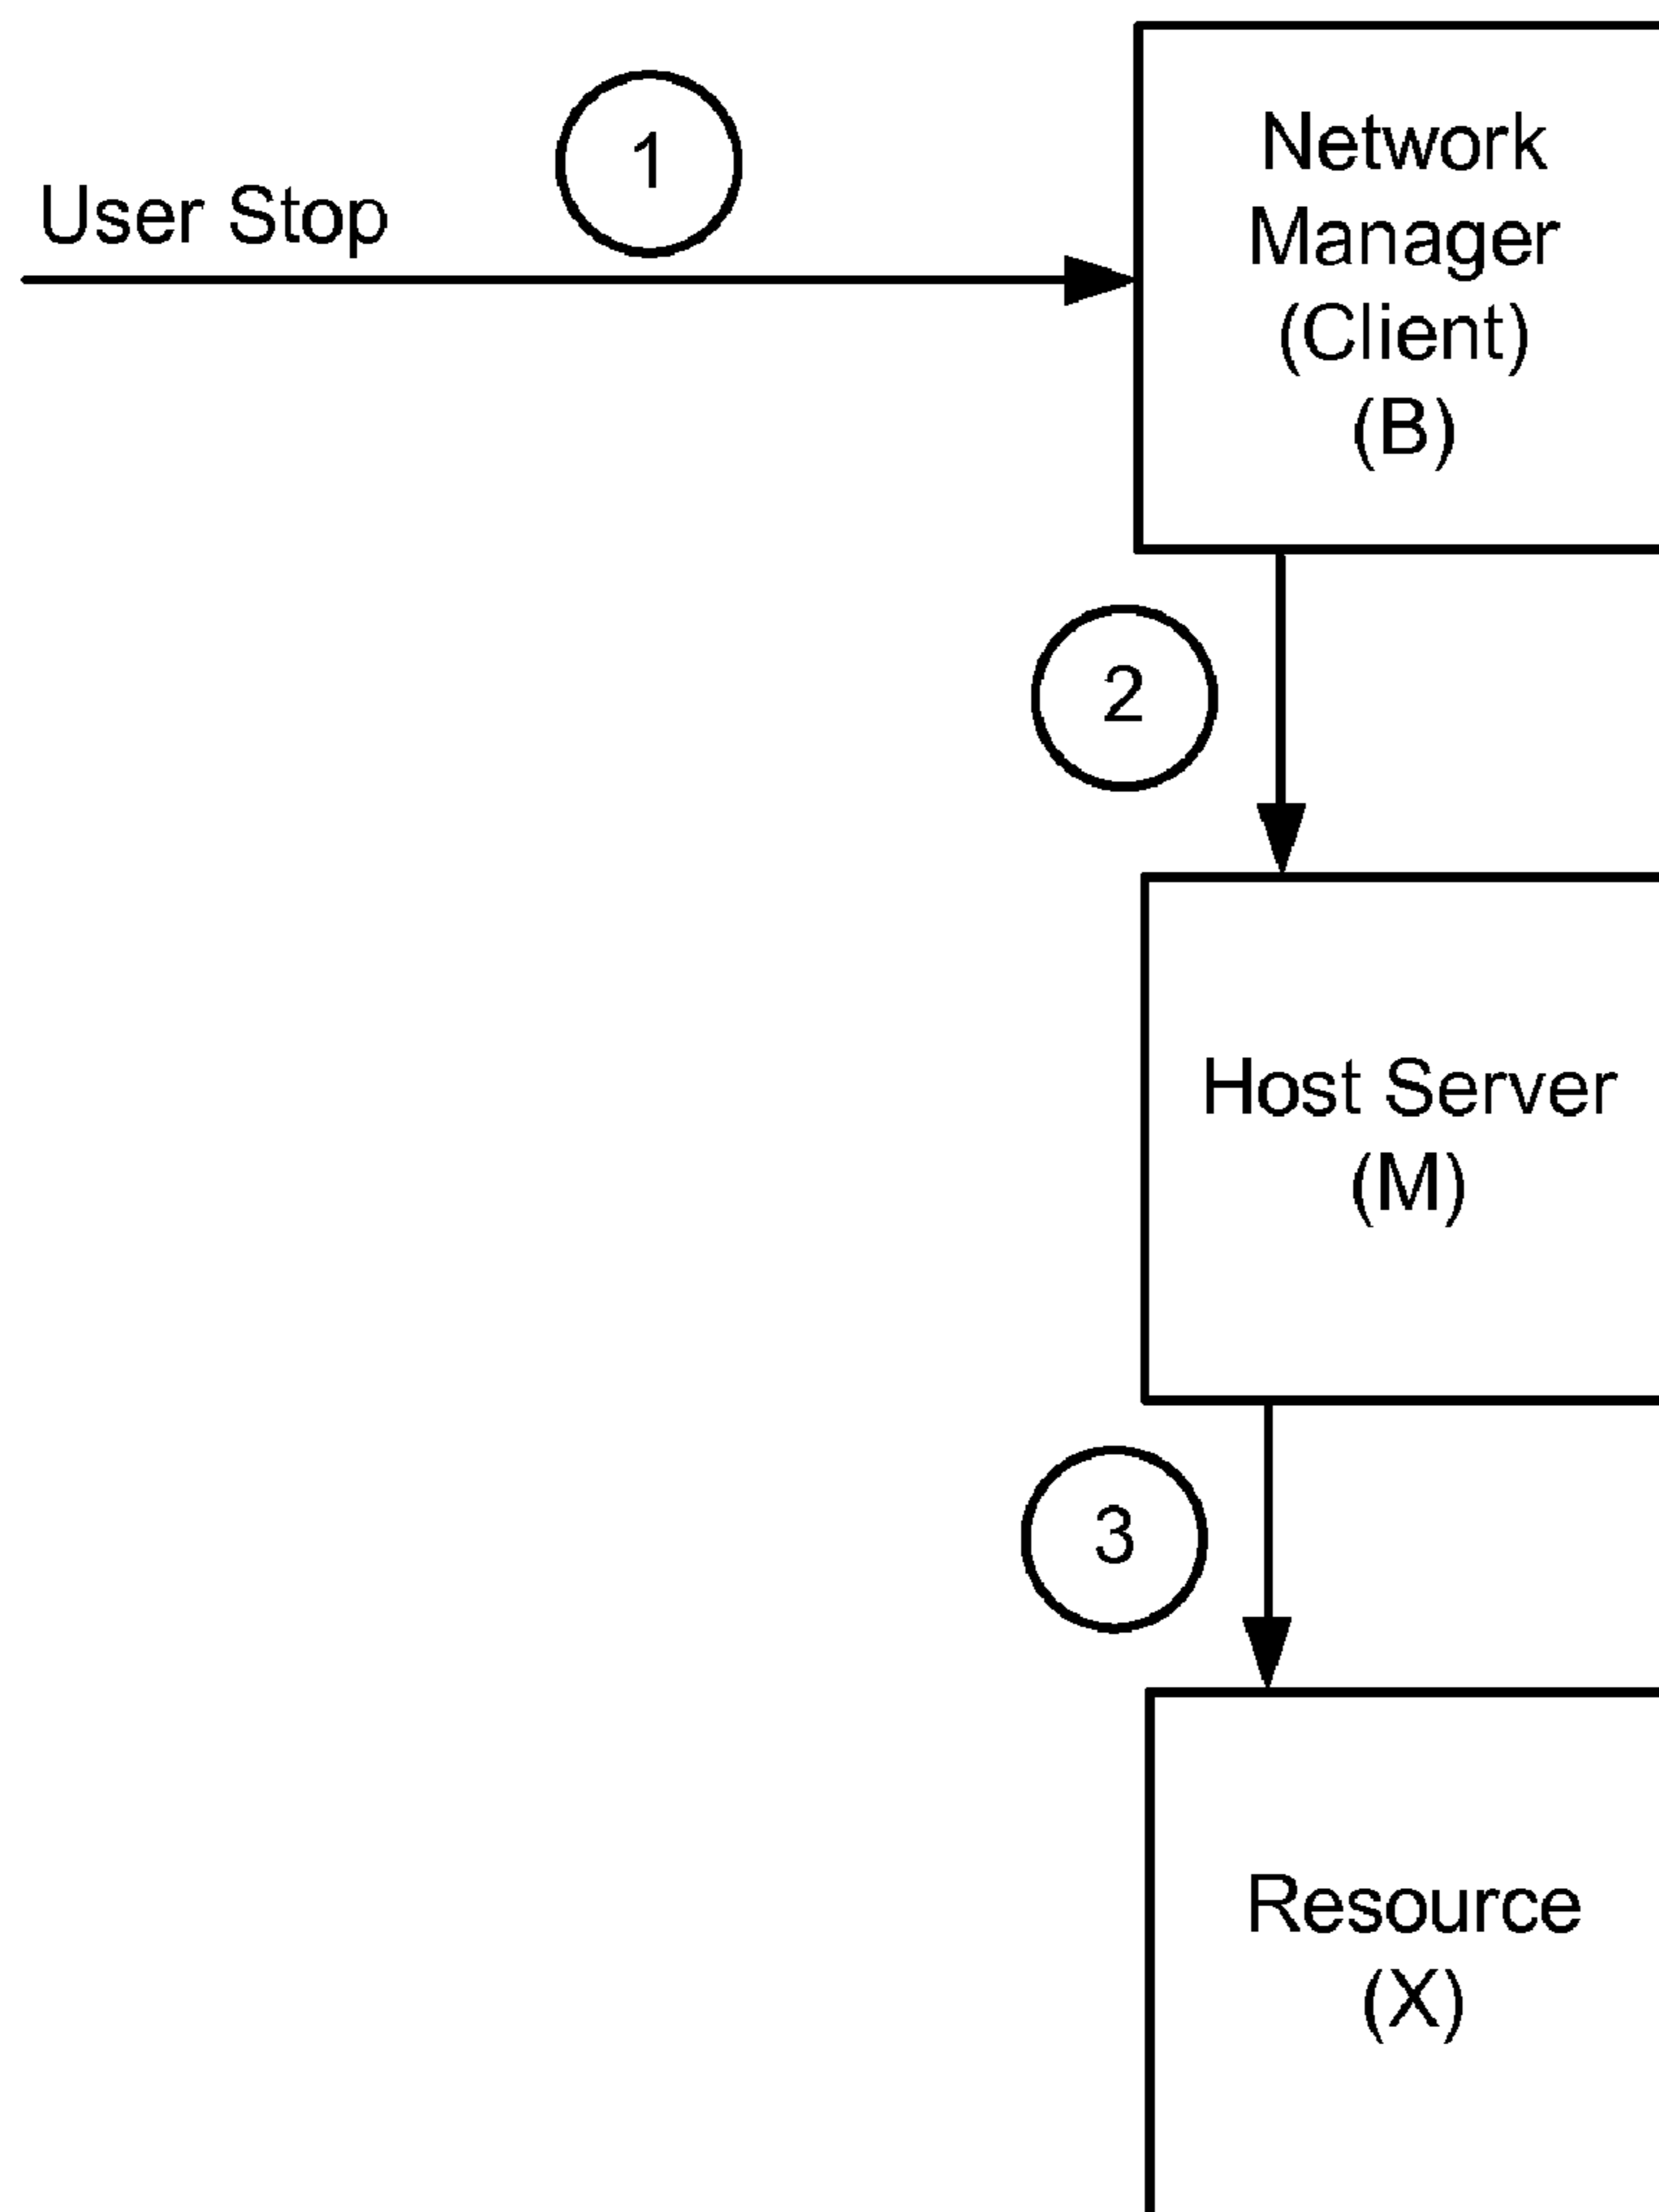 User Stop
1
Network
Manager
(Client)
(B)
2
Host Server
(M)
3
Resource
(X)